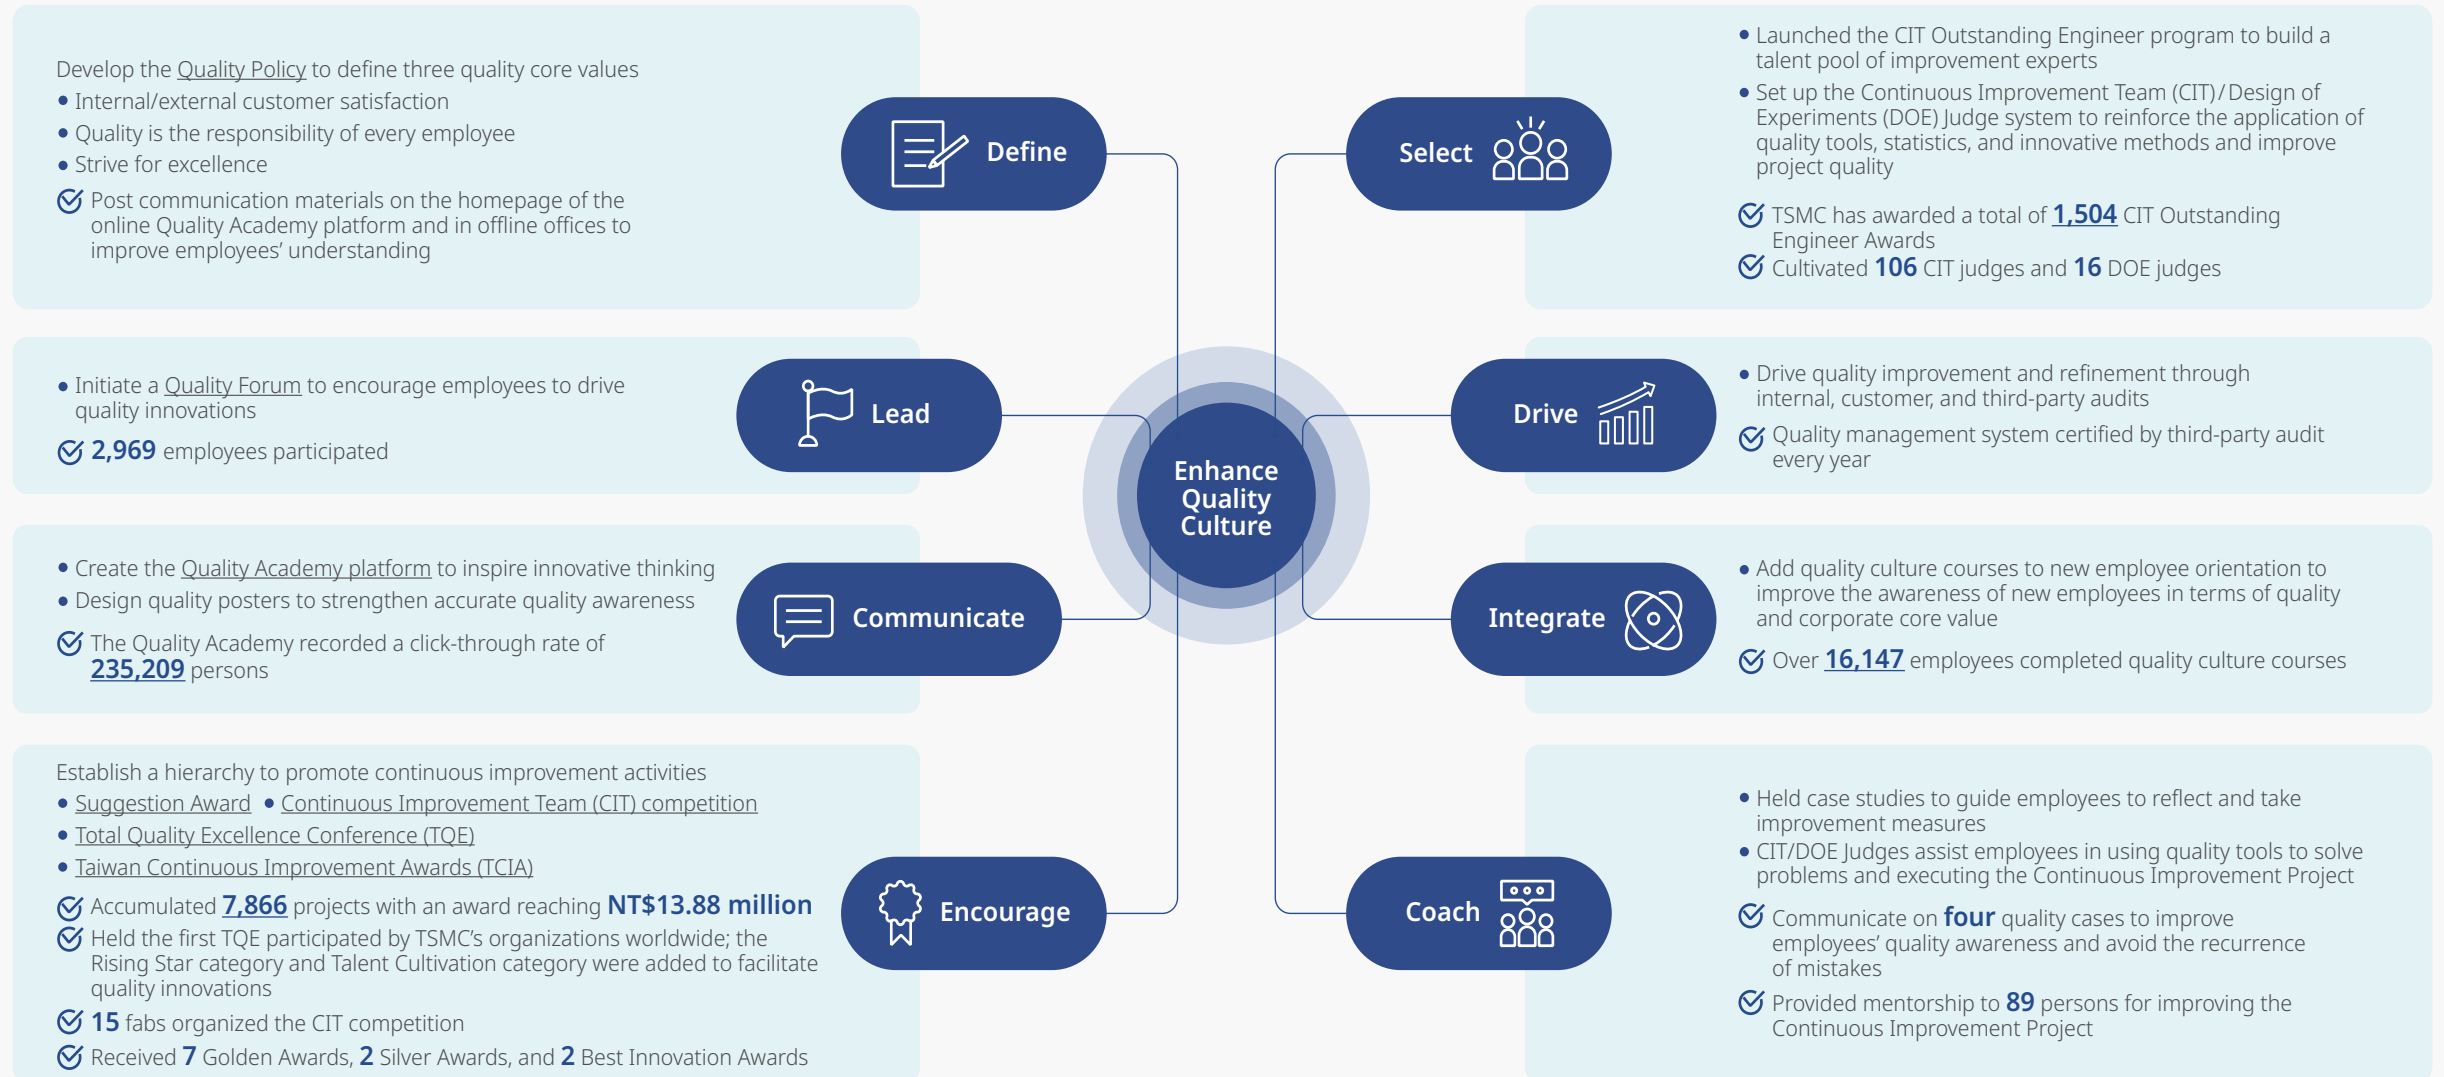 Develop the Quality Policy to define three quality core values
• Internal/external customer satisfaction
• Quality is the responsibility of every employee
• Strive for excellence
Post communication materials on the homepage of the
online Quality Academy platform and in offline offices to
improve employees’ understanding
Define
• Initiate a Quality Forum to encourage employees to drive
quality innovations
2,969 employees participated
Lead
• Create the Quality Academy platform to inspire innovative thinking
• Design quality posters to strengthen accurate quality awareness
The Quality Academy recorded a click-through rate of
235,209 persons
Communicate
Establish a hierarchy to promote continuous improvement activities
• Suggestion Award • Continuous Improvement Team (CIT) competition
• Total Quality Excellence Conference (TQE)
• Taiwan Continuous Improvement Awards (TCIA)
Accumulated 7,866 projects with an award reaching NT$13.88 million
Held the first TQE participated by TSMC’s organizations worldwide; the
Rising Star category and Talent Cultivation category were added to facilitate
quality innovations
15 fabs organized the CIT competition
Received 7 Golden Awards, 2 Silver Awards, and 2 Best Innovation Awards
Encourage
Enhance
Quality
Culture
Select
• Launched the CIT Outstanding Engineer program to build a
talent pool of improvement experts
• Set up the Continuous Improvement Team (CIT)/Design of
Experiments (DOE) Judge system to reinforce the application of
quality tools, statistics, and innovative methods and improve
project quality
TSMC has awarded a total of 1,504 CIT Outstanding
Engineer Awards
Cultivated 106 CIT judges and 16 DOE judges
Drive
• Drive quality improvement and refinement through
internal, customer, and third-party audits
Quality management system certified by third-party audit
every year
Integrate
• Add quality culture courses to new employee orientation to
improve the awareness of new employees in terms of quality
and corporate core value
Over 16,147 employees completed quality culture courses
Coach
• Held case studies to guide employees to reflect and take
improvement measures
• CIT/DOE Judges assist employees in using quality tools to solve
problems and executing the Continuous Improvement Project
Communicate on four quality cases to improve
employees’ quality awareness and avoid the recurrence
of mistakes
Provided mentorship to 89 persons for improving the
Continuous Improvement Project